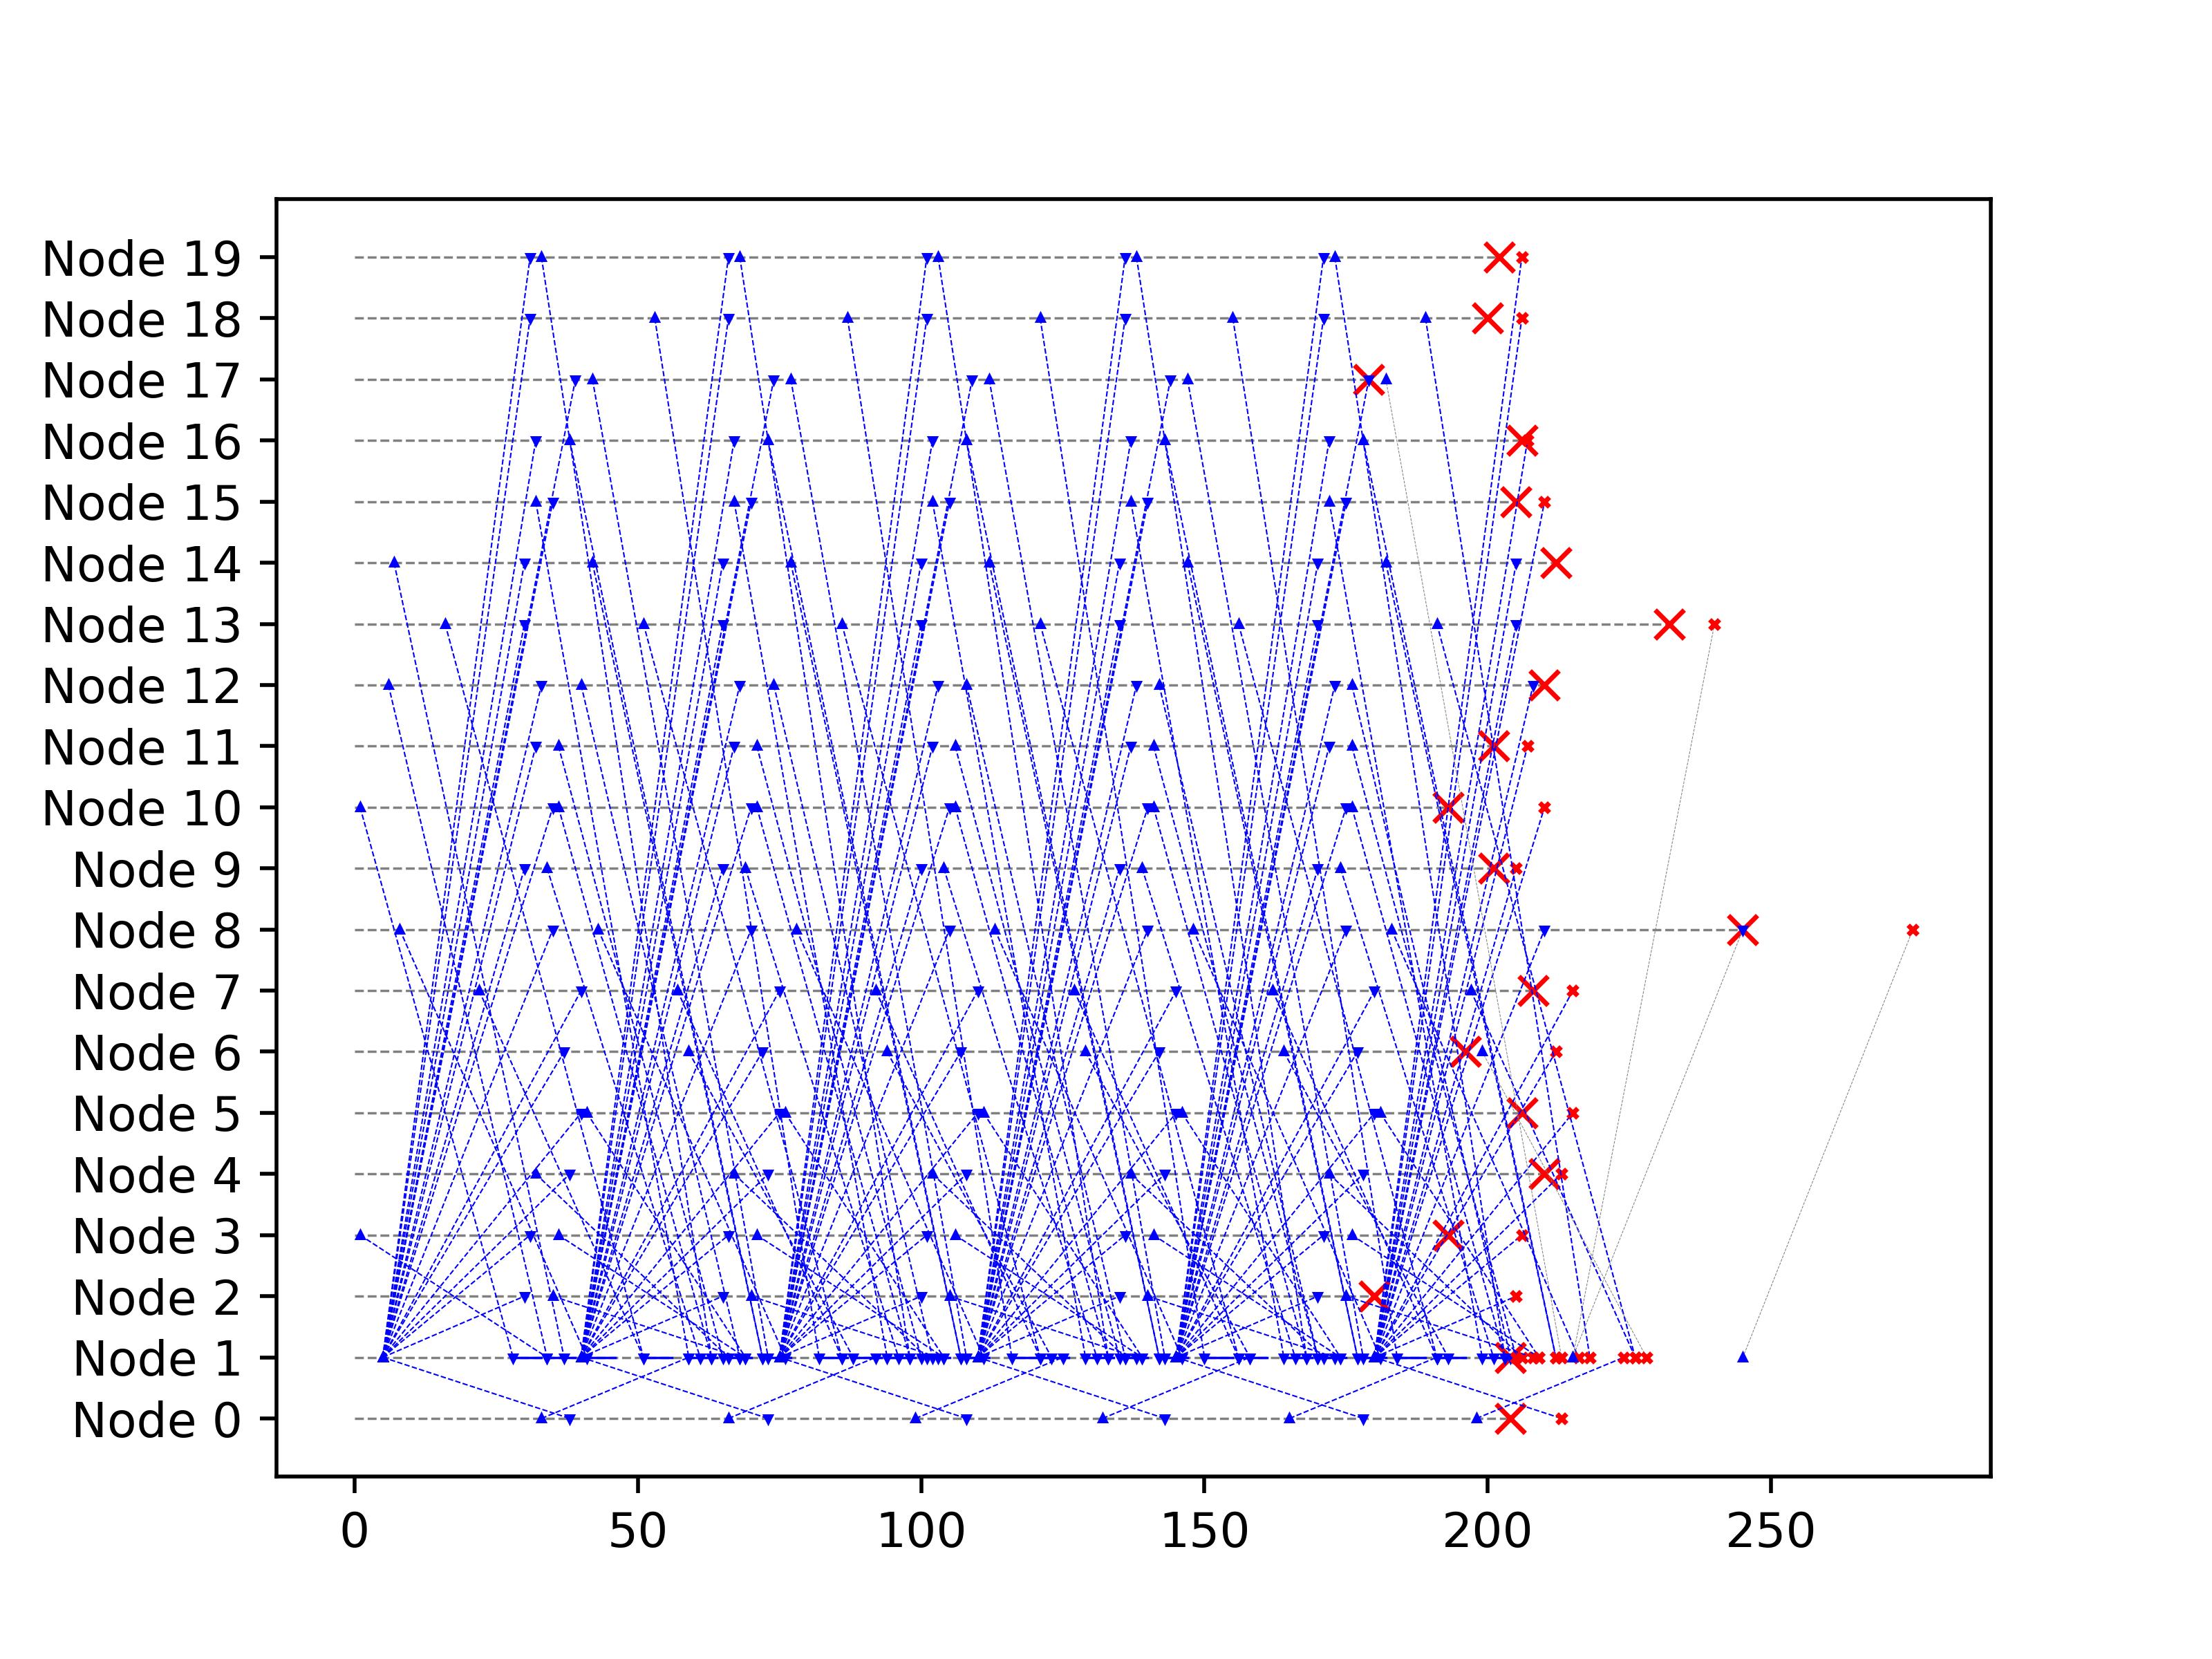 Node 19
Node 18
Node 17
Node 16
Node 15
Node 14
Node 13
Node 12
Node 11
Node 10
Node 9
Node 8
Node 7
Node 6
Node 5
Node 4
Node 3
Node 2
Node 1
Node 0
0 50 100 150 200 250